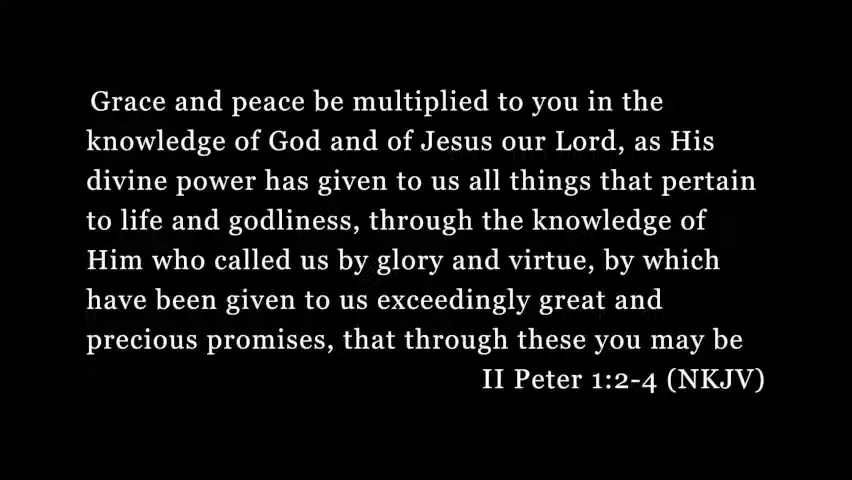 Grace and peace be multiplied to you in the
knowledge of God and of Jesus our Lord, as His
divine power has given to us all things that pertain
to life and godliness, through the knowledge of
Him who called us by glory and virtue, by which
have been given to us exceedingly great and
precious promises, that through these you may be
II Peter 1:2-4 (NKJV)